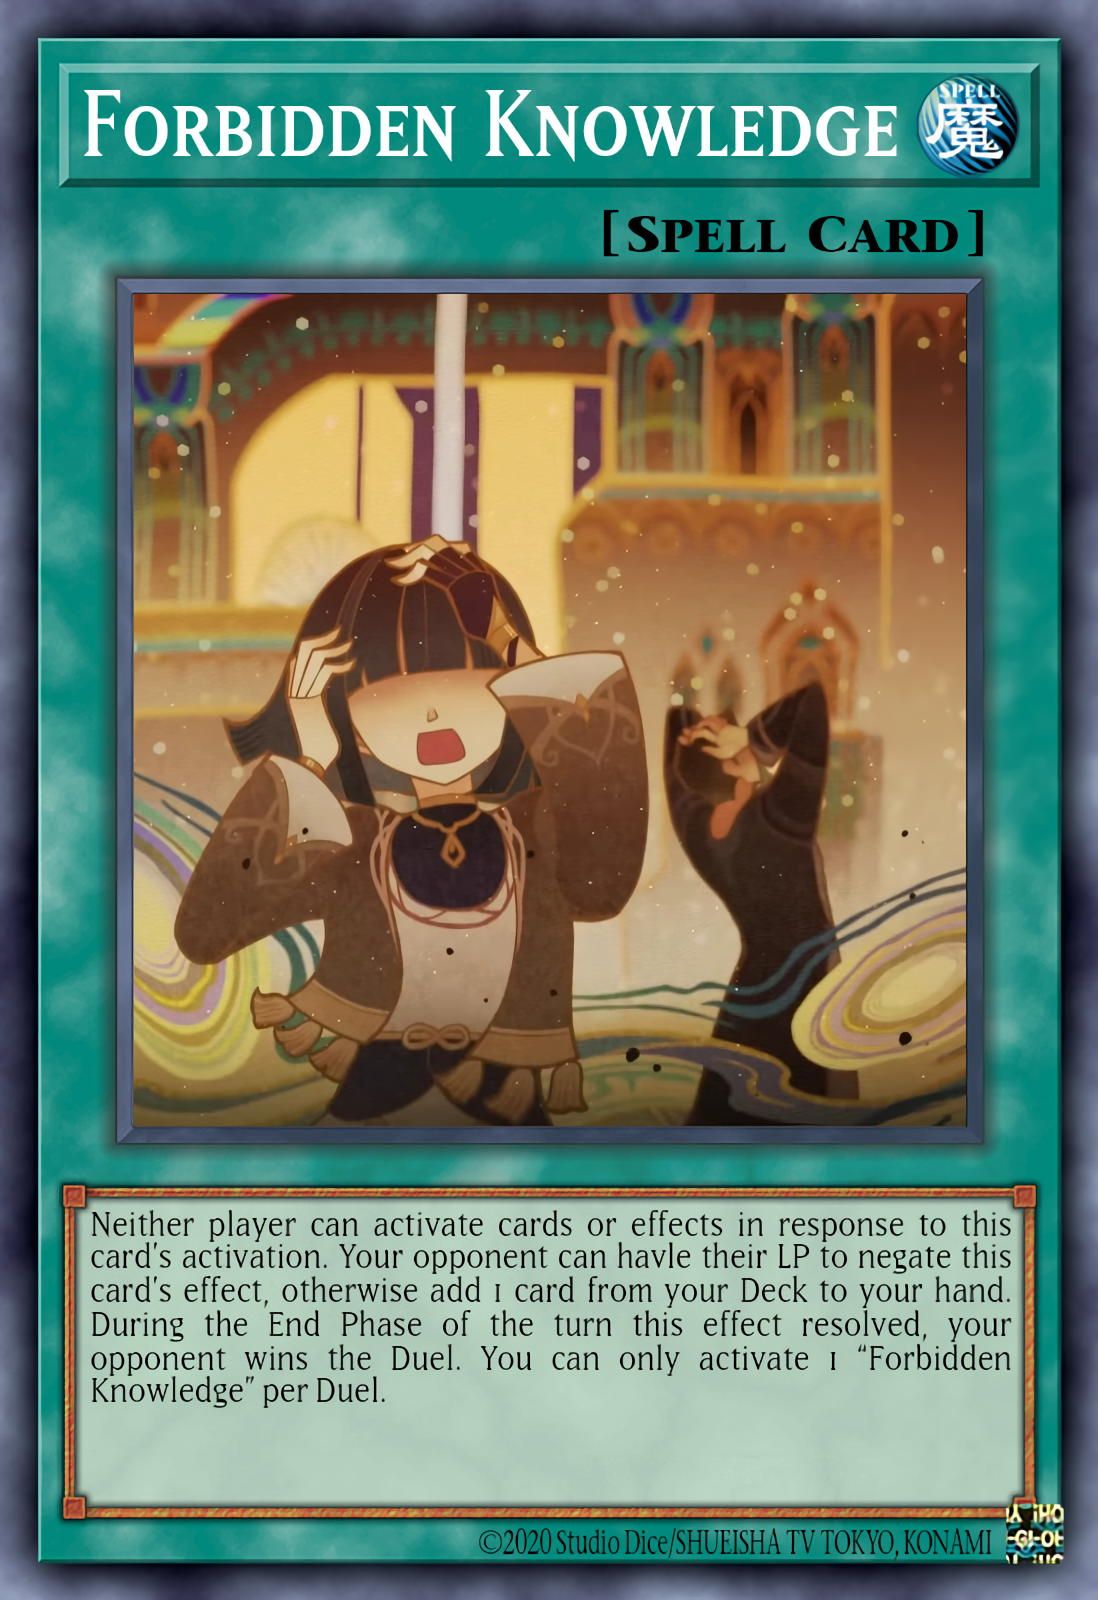 Forbidden Knowledge
SPELL
魔
[Spell Card]
Neither player can activate cards or effects in response to this
card's activation. Your opponent can havle their LP to negate this
card's effect, otherwise add 1 card from your Deck to your hand.
During the End Phase of the turn this effect resolved, your
opponent wins the Duel. You can only activate 1 “Forbidden
Knowledge” per Duel.
©2020 Studio Dice/SHUEISHA TV TOKYO, KONAMI